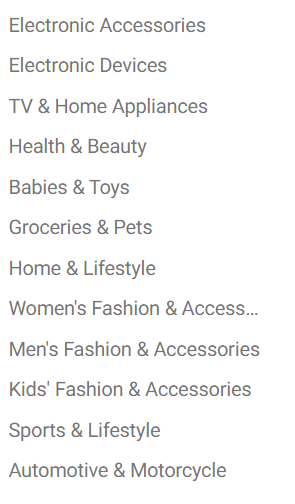 Electronic Accessories
Electronic Devices
TV & Home Appliances
Health & Beauty
Babies & Toys
Groceries & Pets
Home & Lifestyle
Women's Fashion & Access...
Men's Fashion & Accessories
Kids' Fashion & Accessories
Sports & Lifestyle
Automotive & Motorcycle